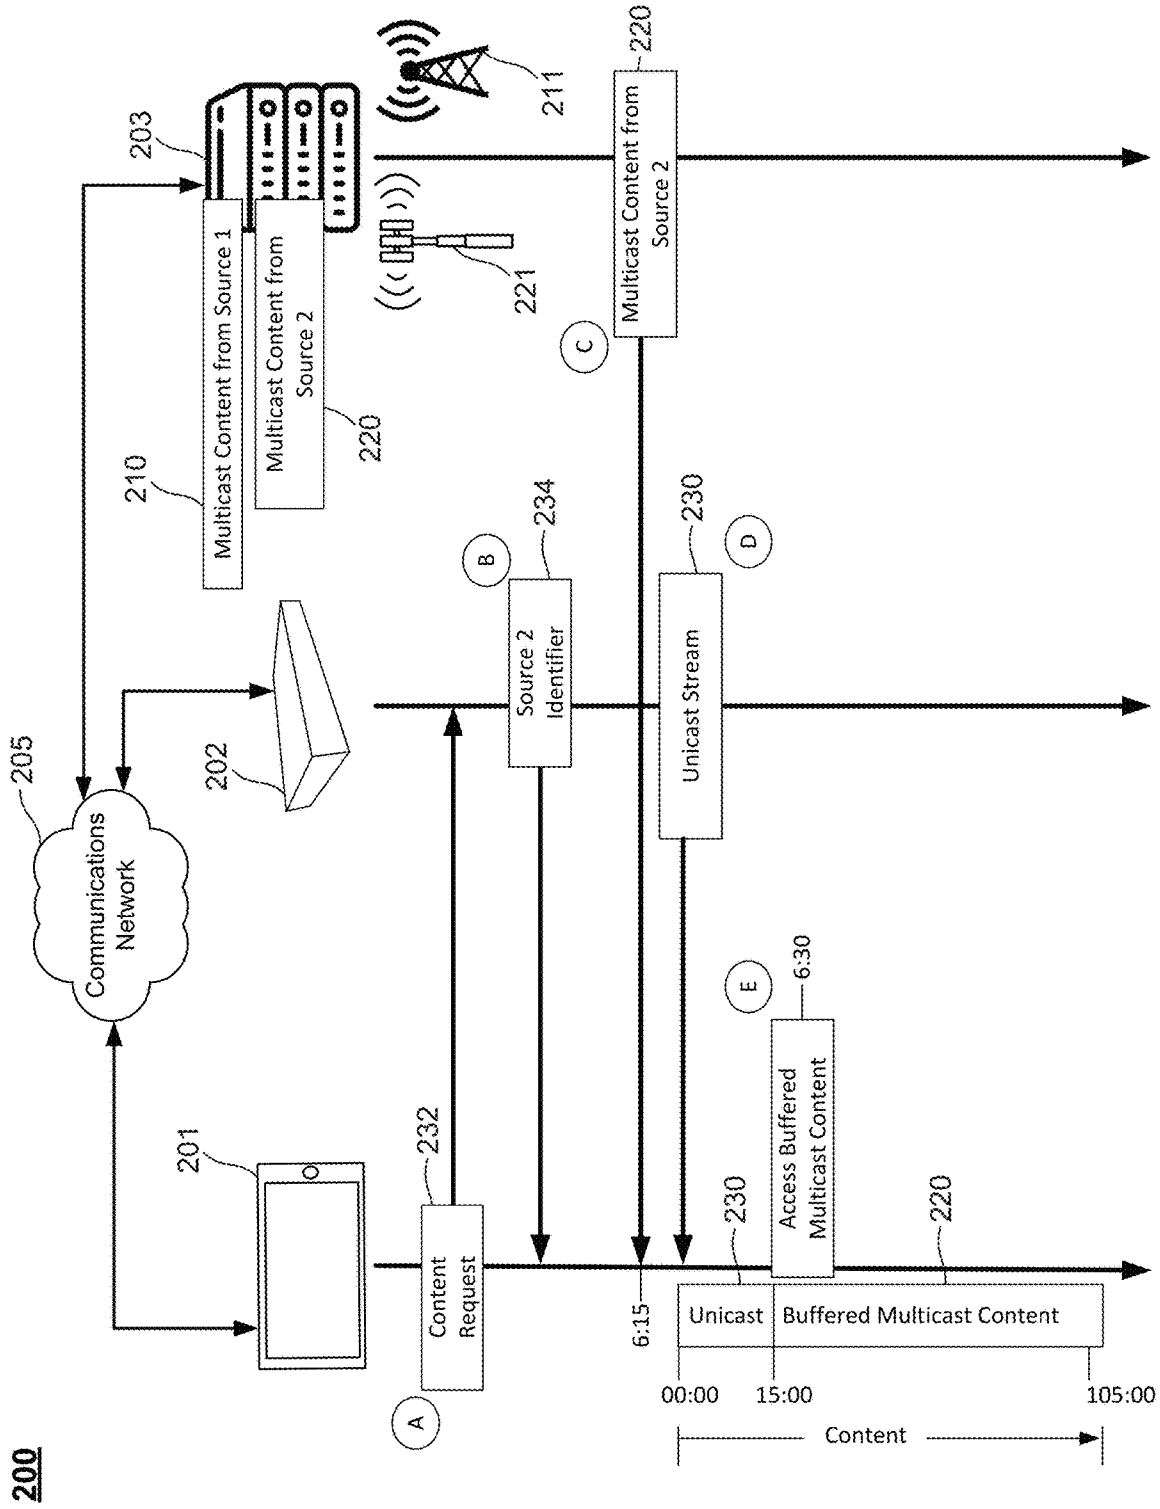 200
205
Communications
Network
201
202
203
Multicast Content from Source 1
210
Multicast Content from
Source 2
220
221
211
A
Content
Request
232
B
Source 2
Identifier
234
C
Multicast Content from
Source 2
220
6:15
Unicast Stream
230
D
E
Access Buffered
Multicast Content
6:30
230
220
Unicast
Buffered Multicast Content
00:00
15:00
105:00
Content